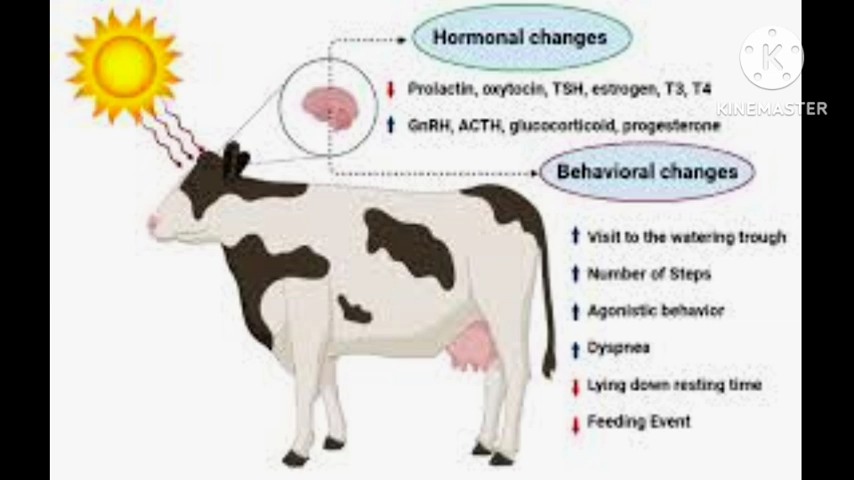 Hormonal changes
Prolactin, oxytocin, TSH, estrogen, T3, T4
GnRH, ACTH, glucocorticoid, progesterone
K
KINEMASTER
Behavioral changes
Visit to the watering trough
Number of Steps
Agonistic behavior
Dyspnea
Lying down resting time
Feeding Event